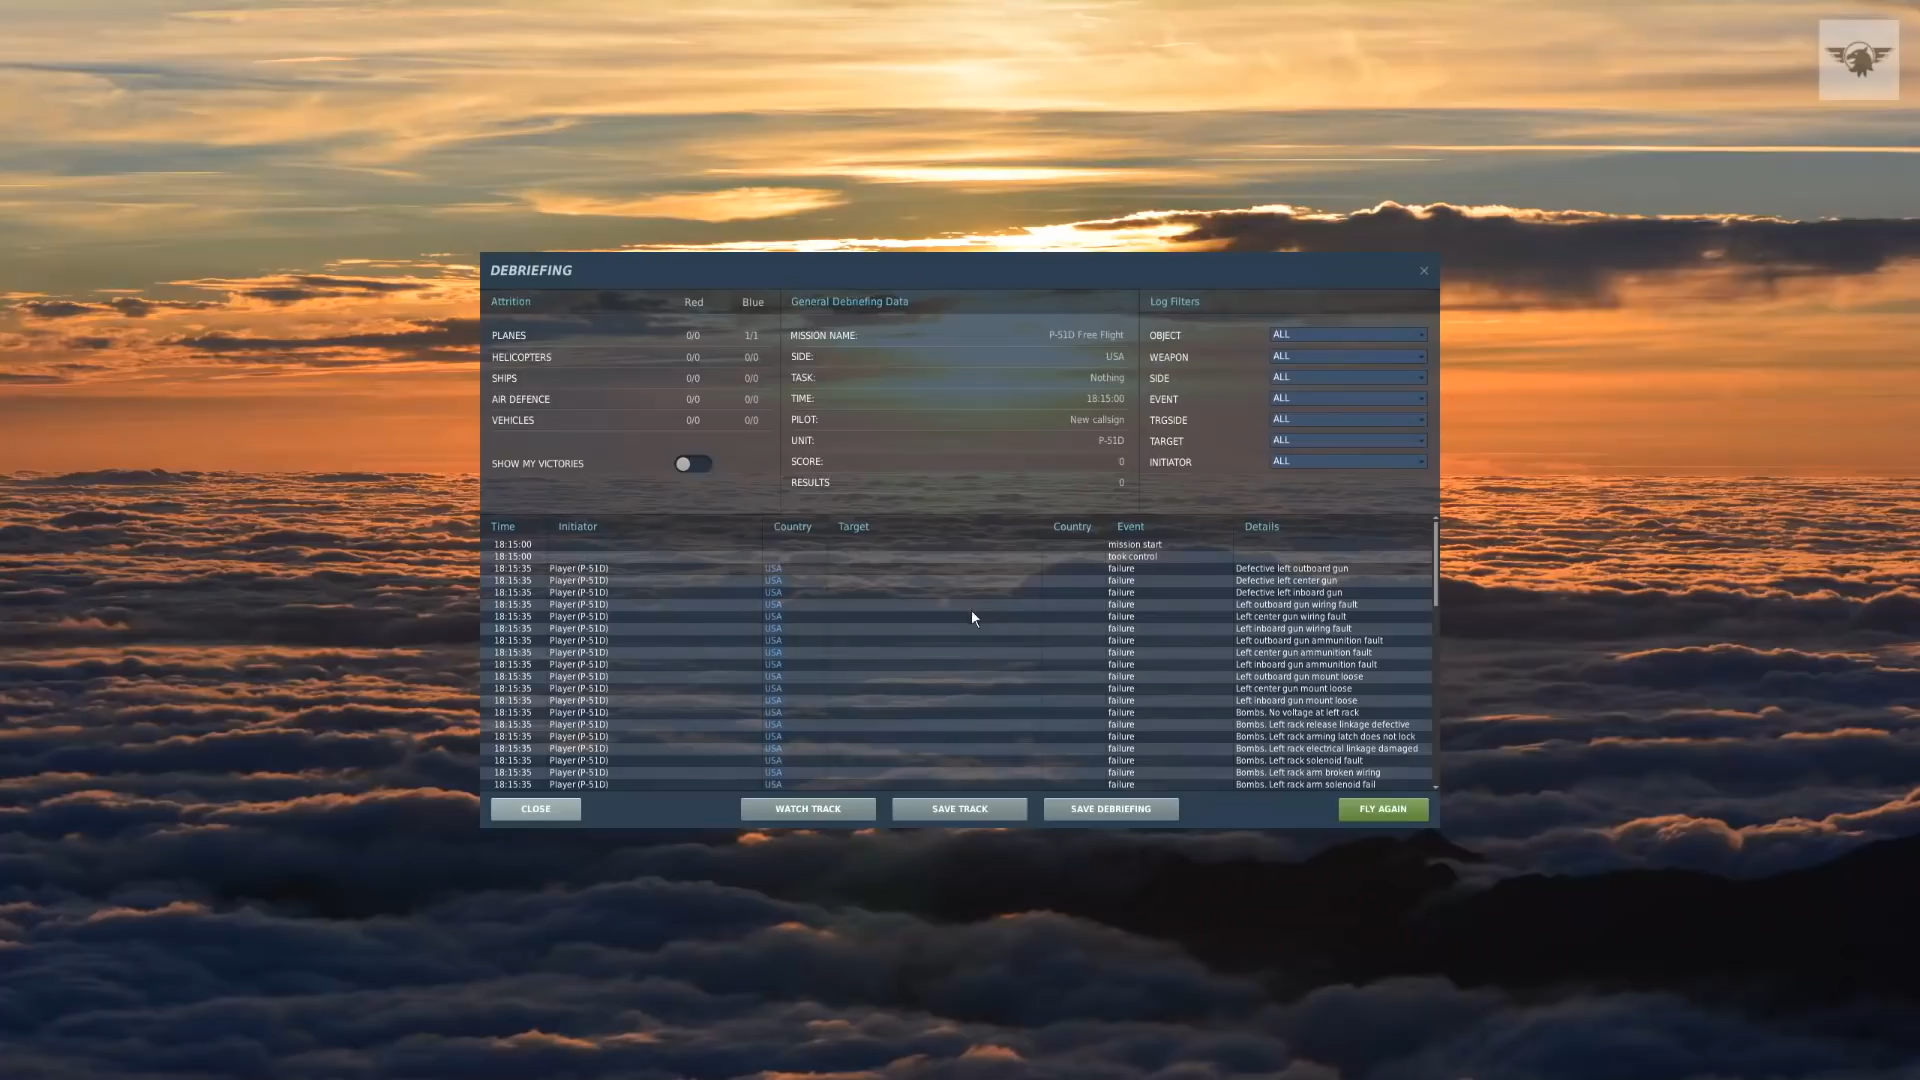 DEBRIEFING ×
Attrition Red Blue General Debriefing Data Log Filters
PLANES 0/0 1/1 MISSION NAME: P-51D Free Flight OBJECT ALL
HELICOPTERS 0/0 0/0 SIDE: USA WEAPON ALL
SHIPS 0/0 0/0 TASK: Nothing SIDE ALL
AIR DEFENCE 0/0 0/0 TIME: 18:15:00 EVENT ALL
VEHICLES 0/0 0/0 PILOT: New callsign TRGSIDE ALL
UNIT: P-51D TARGET ALL
SHOW MY VICTORIES SCORE: 0 INITIATOR ALL
RESULTS 0
Time Initiator Country Target Country Event Details
18:15:00 mission start
18:15:00 took control
18:15:35 Player (P-51D) USA failure Defective left outboard gun
18:15:35 Player (P-51D) USA failure Defective left center gun
18:15:35 Player (P-51D) USA failure Defective left inboard gun
18:15:35 Player (P-51D) USA failure Left outboard gun wiring fault
18:15:35 Player (P-51D) USA failure Left center gun wiring fault
18:15:35 Player (P-51D) USA failure Left inboard gun wiring fault
18:15:35 Player (P-51D) USA failure Left outboard gun ammunition fault
18:15:35 Player (P-51D) USA failure Left center gun ammunition fault
18:15:35 Player (P-51D) USA failure Left inboard gun ammunition fault
18:15:35 Player (P-51D) USA failure Left outboard gun mount loose
18:15:35 Player (P-51D) USA failure Left center gun mount loose
18:15:35 Player (P-51D) USA failure Left inboard gun mount loose
18:15:35 Player (P-51D) USA failure Bombs. No voltage at left rack
18:15:35 Player (P-51D) USA failure Bombs. Left rack release linkage defective
18:15:35 Player (P-51D) USA failure Bombs. Left rack arming latch does not lock
18:15:35 Player (P-51D) USA failure Bombs. Left rack electrical linkage damaged
18:15:35 Player (P-51D) USA failure Bombs. Left rack solenoid fault
18:15:35 Player (P-51D) USA failure Bombs. Left rack arm broken wiring
18:15:35 Player (P-51D) USA failure Bombs. Left rack arm solenoid fail
CLOSE WATCH TRACK SAVE TRACK SAVE DEBRIEFING FLY AGAIN